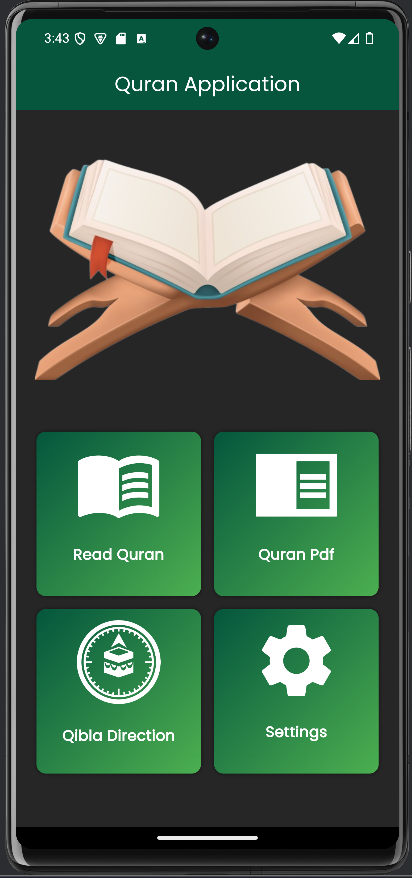 3:43
A
Quran Application
Read Quran
Quran Pdf
Qibla Direction
Settings